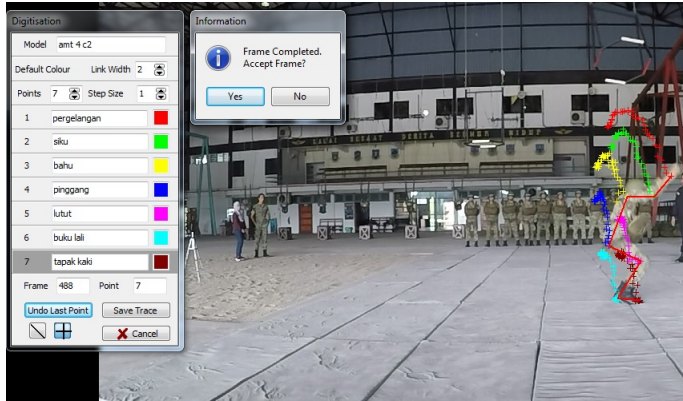 Digitisation
Model amt 4 c2
Default Colour Link Width 2
Points 7 Step Size 1
1 pergelangan
2 siku
3 bahu
4 pinggang
5 lutut
6 buku lali
7 tapak kaki
Frame 488 Point 7
Undo Last Point Save Trace
Cancel
Information
Frame Completed.
Accept Frame?
Yes No